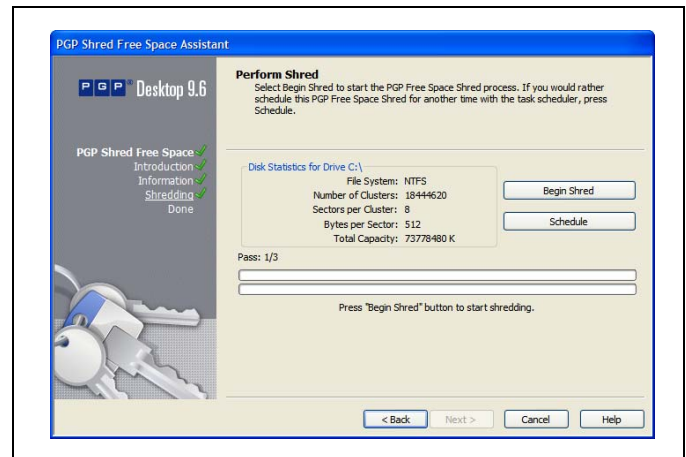 PGP Shred Free Space Assistant
PGP® Desktop 9.6
PGP Shred Free Space
Introduction
Information
Shredding
Done
Perform Shred
Select Begin Shred to start the PGP Free Space Shred process. If you would rather
schedule this PGP Free Space Shred for another time with the task scheduler, press
Schedule.
Disk Statistics for Drive C:\
File System: NTFS
Number of Clusters: 18444620
Sectors per Cluster: 8
Bytes per Sector: 512
Total Capacity: 73778480 K
Begin Shred
Schedule
Pass: 1/3
Press "Begin Shred" button to start shredding.
< Back
Next >
Cancel
Help